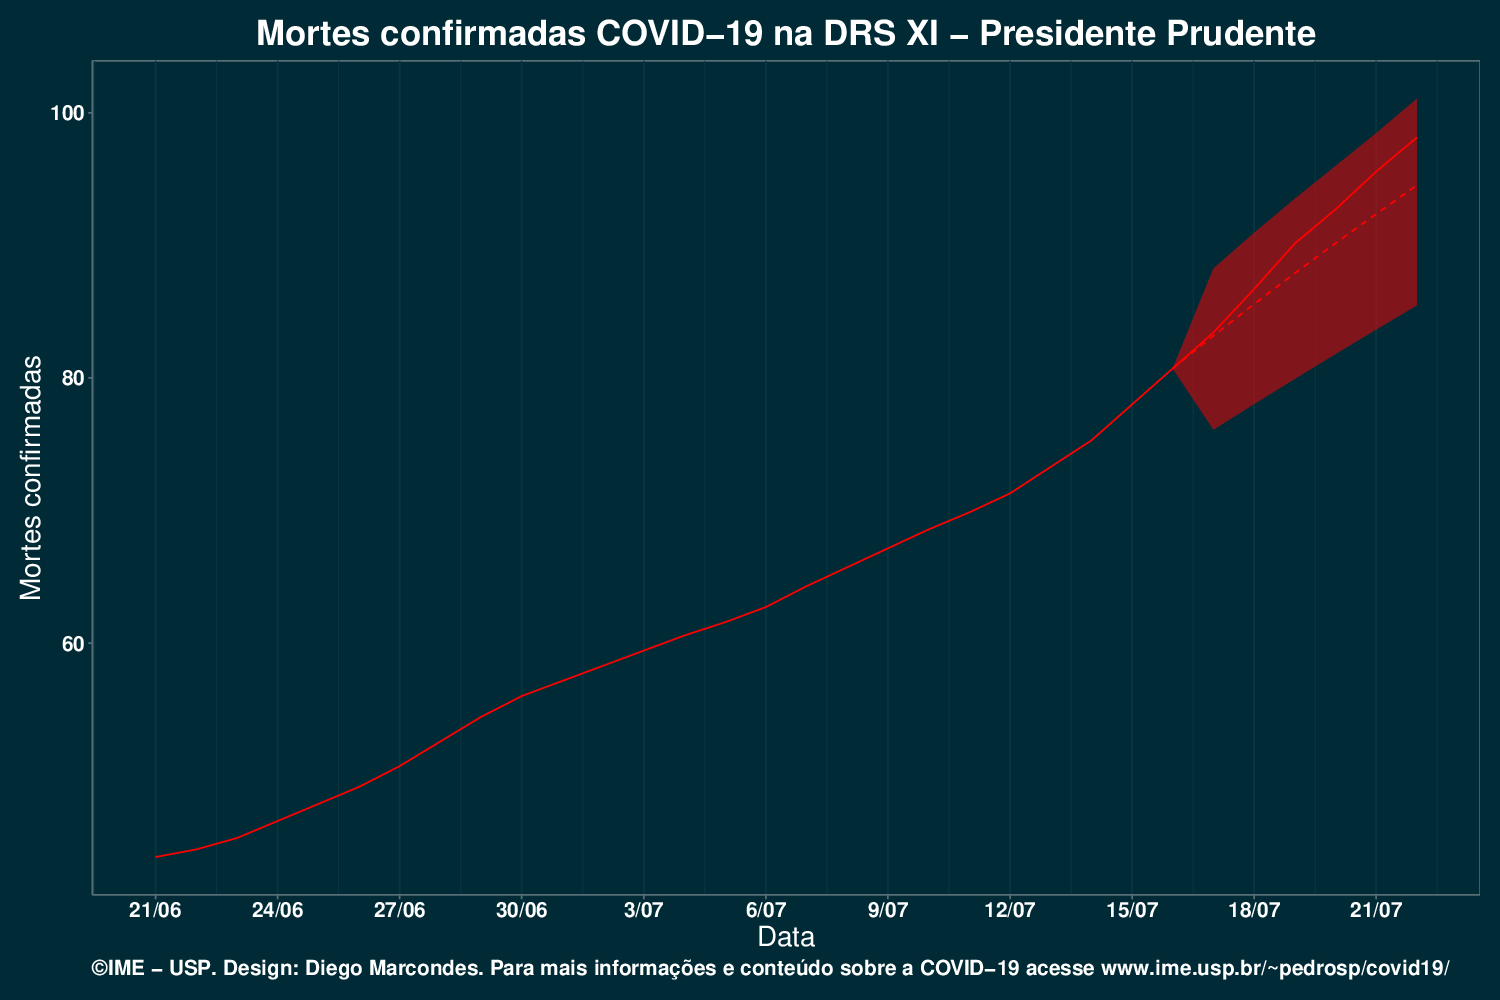 Mortes confirmadas COVID−19 na DRS XI − Presidente Prudente
100
80
60
Mortes confirmadas
21/06 24/06 27/06 30/06 3/07 6/07 9/07 12/07 15/07 18/07 21/07
Data
©IME − USP. Design: Diego Marcondes. Para mais informações e conteúdo sobre a COVID−19 acesse www.ime.usp.br/~pedrosp/covid19/